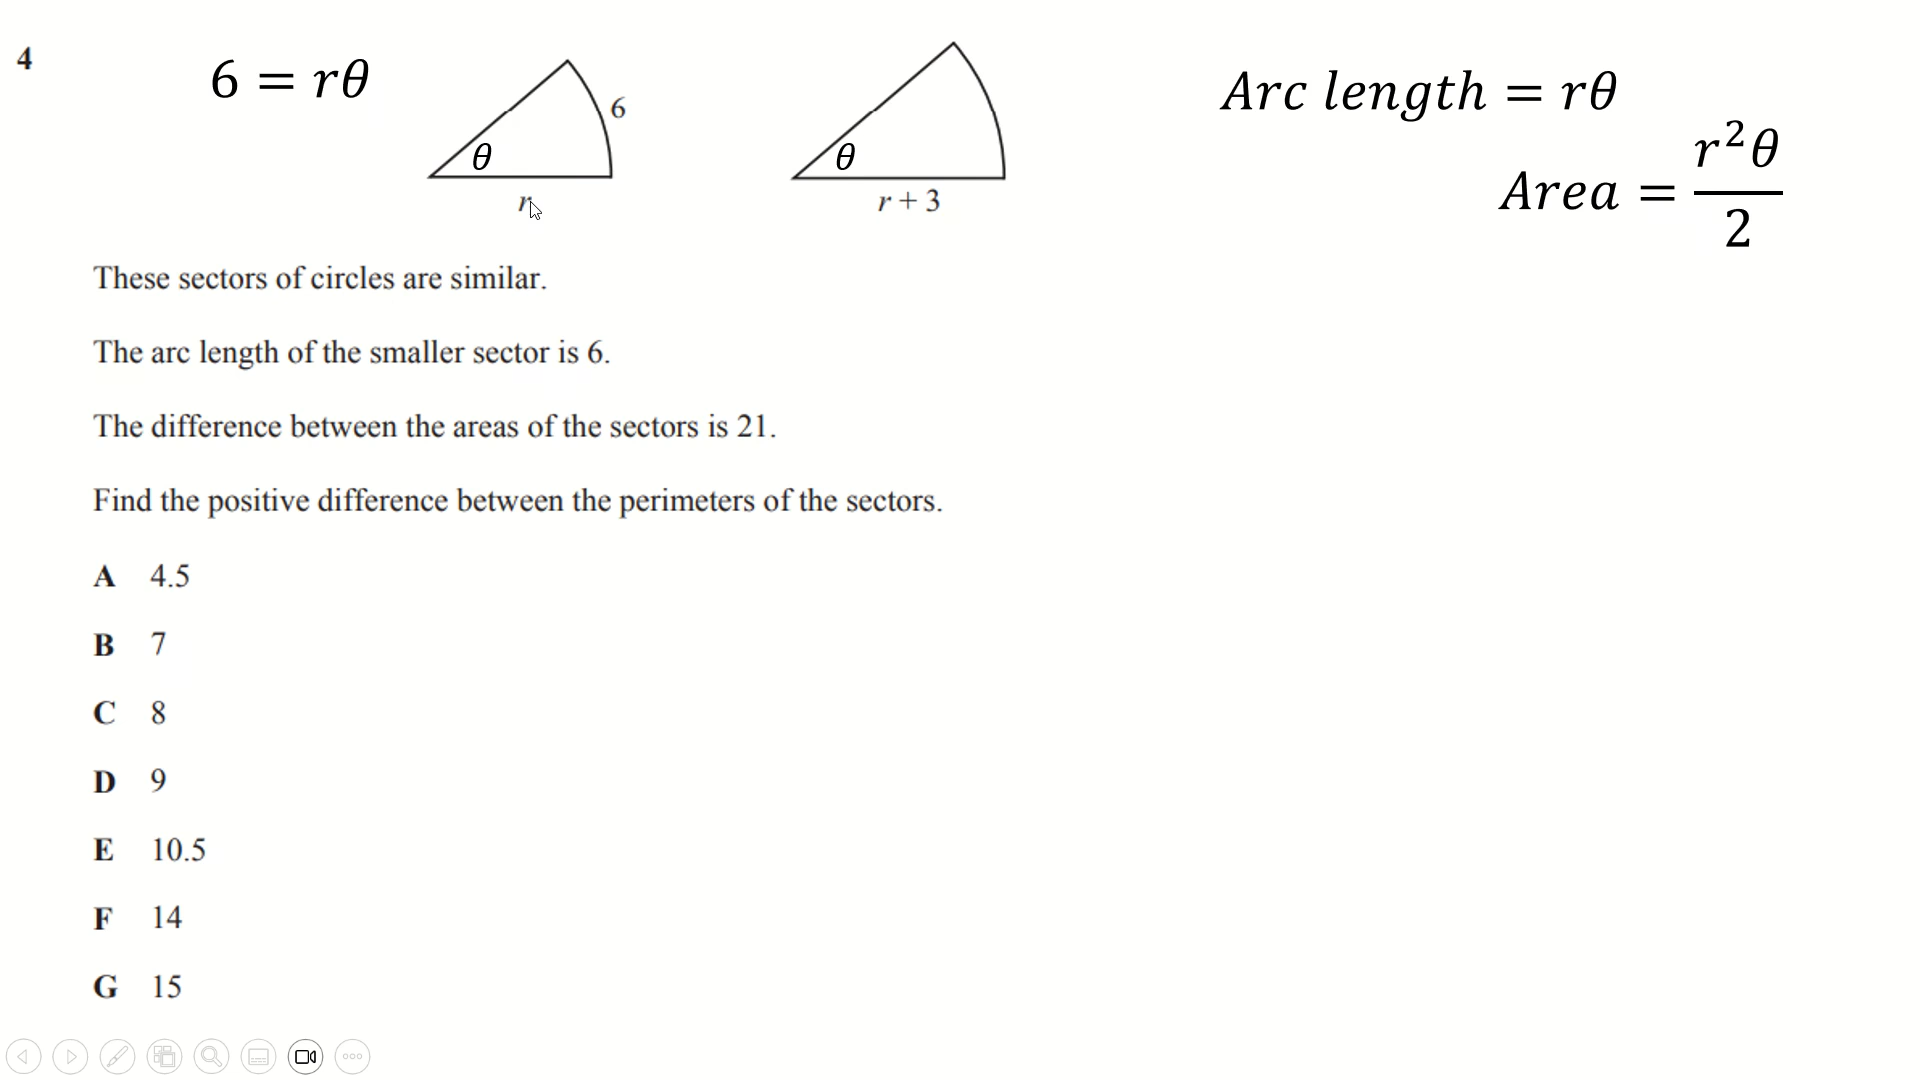 4
6 = rθ
6
θ
r
θ
r + 3
Arc length = rθ
Area = r²θ / 2
These sectors of circles are similar.
The arc length of the smaller sector is 6.
The difference between the areas of the sectors is 21.
Find the positive difference between the perimeters of the sectors.
A 4.5
B 7
C 8
D 9
E 10.5
F 14
G 15